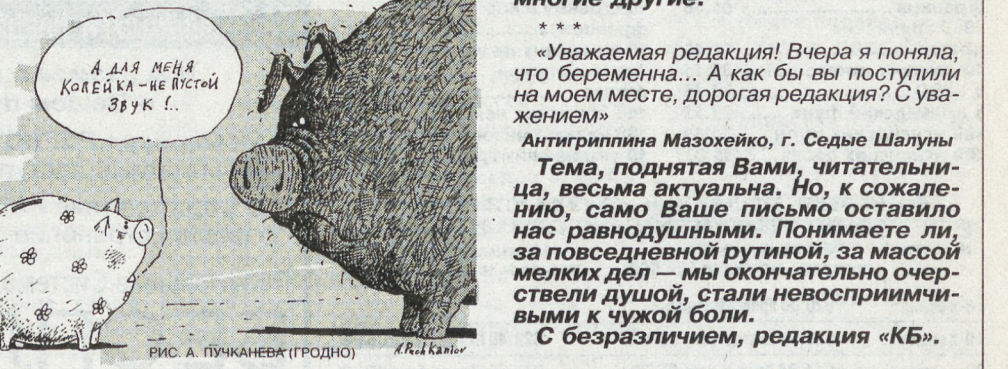 А ДЛЯ МЕНЯ
КОПЕЙКА – НЕ ПУСТОЙ
ЗВУК !..
РИС. А. ПУЧКАНЕВА (ГРОДНО)
A.Puchkaniov
многие другие.
* * *
«Уважаемая редакция! Вчера я поняла,
что беременна... А как бы вы поступили
на моем месте, дорогая редакция? С ува-
жением»
Антигриппина Мазохейко, г. Седые Шалуны
Тема, поднятая Вами, читательни-
ца, весьма актуальна. Но, к сожале-
нию, само Ваше письмо оставило
нас равнодушными. Понимаете ли,
за повседневной рутиной, за массой
мелких дел — мы окончательно очер-
ствели душой, стали невосприимчи-
выми к чужой боли.
С безразличием, редакция «КБ».